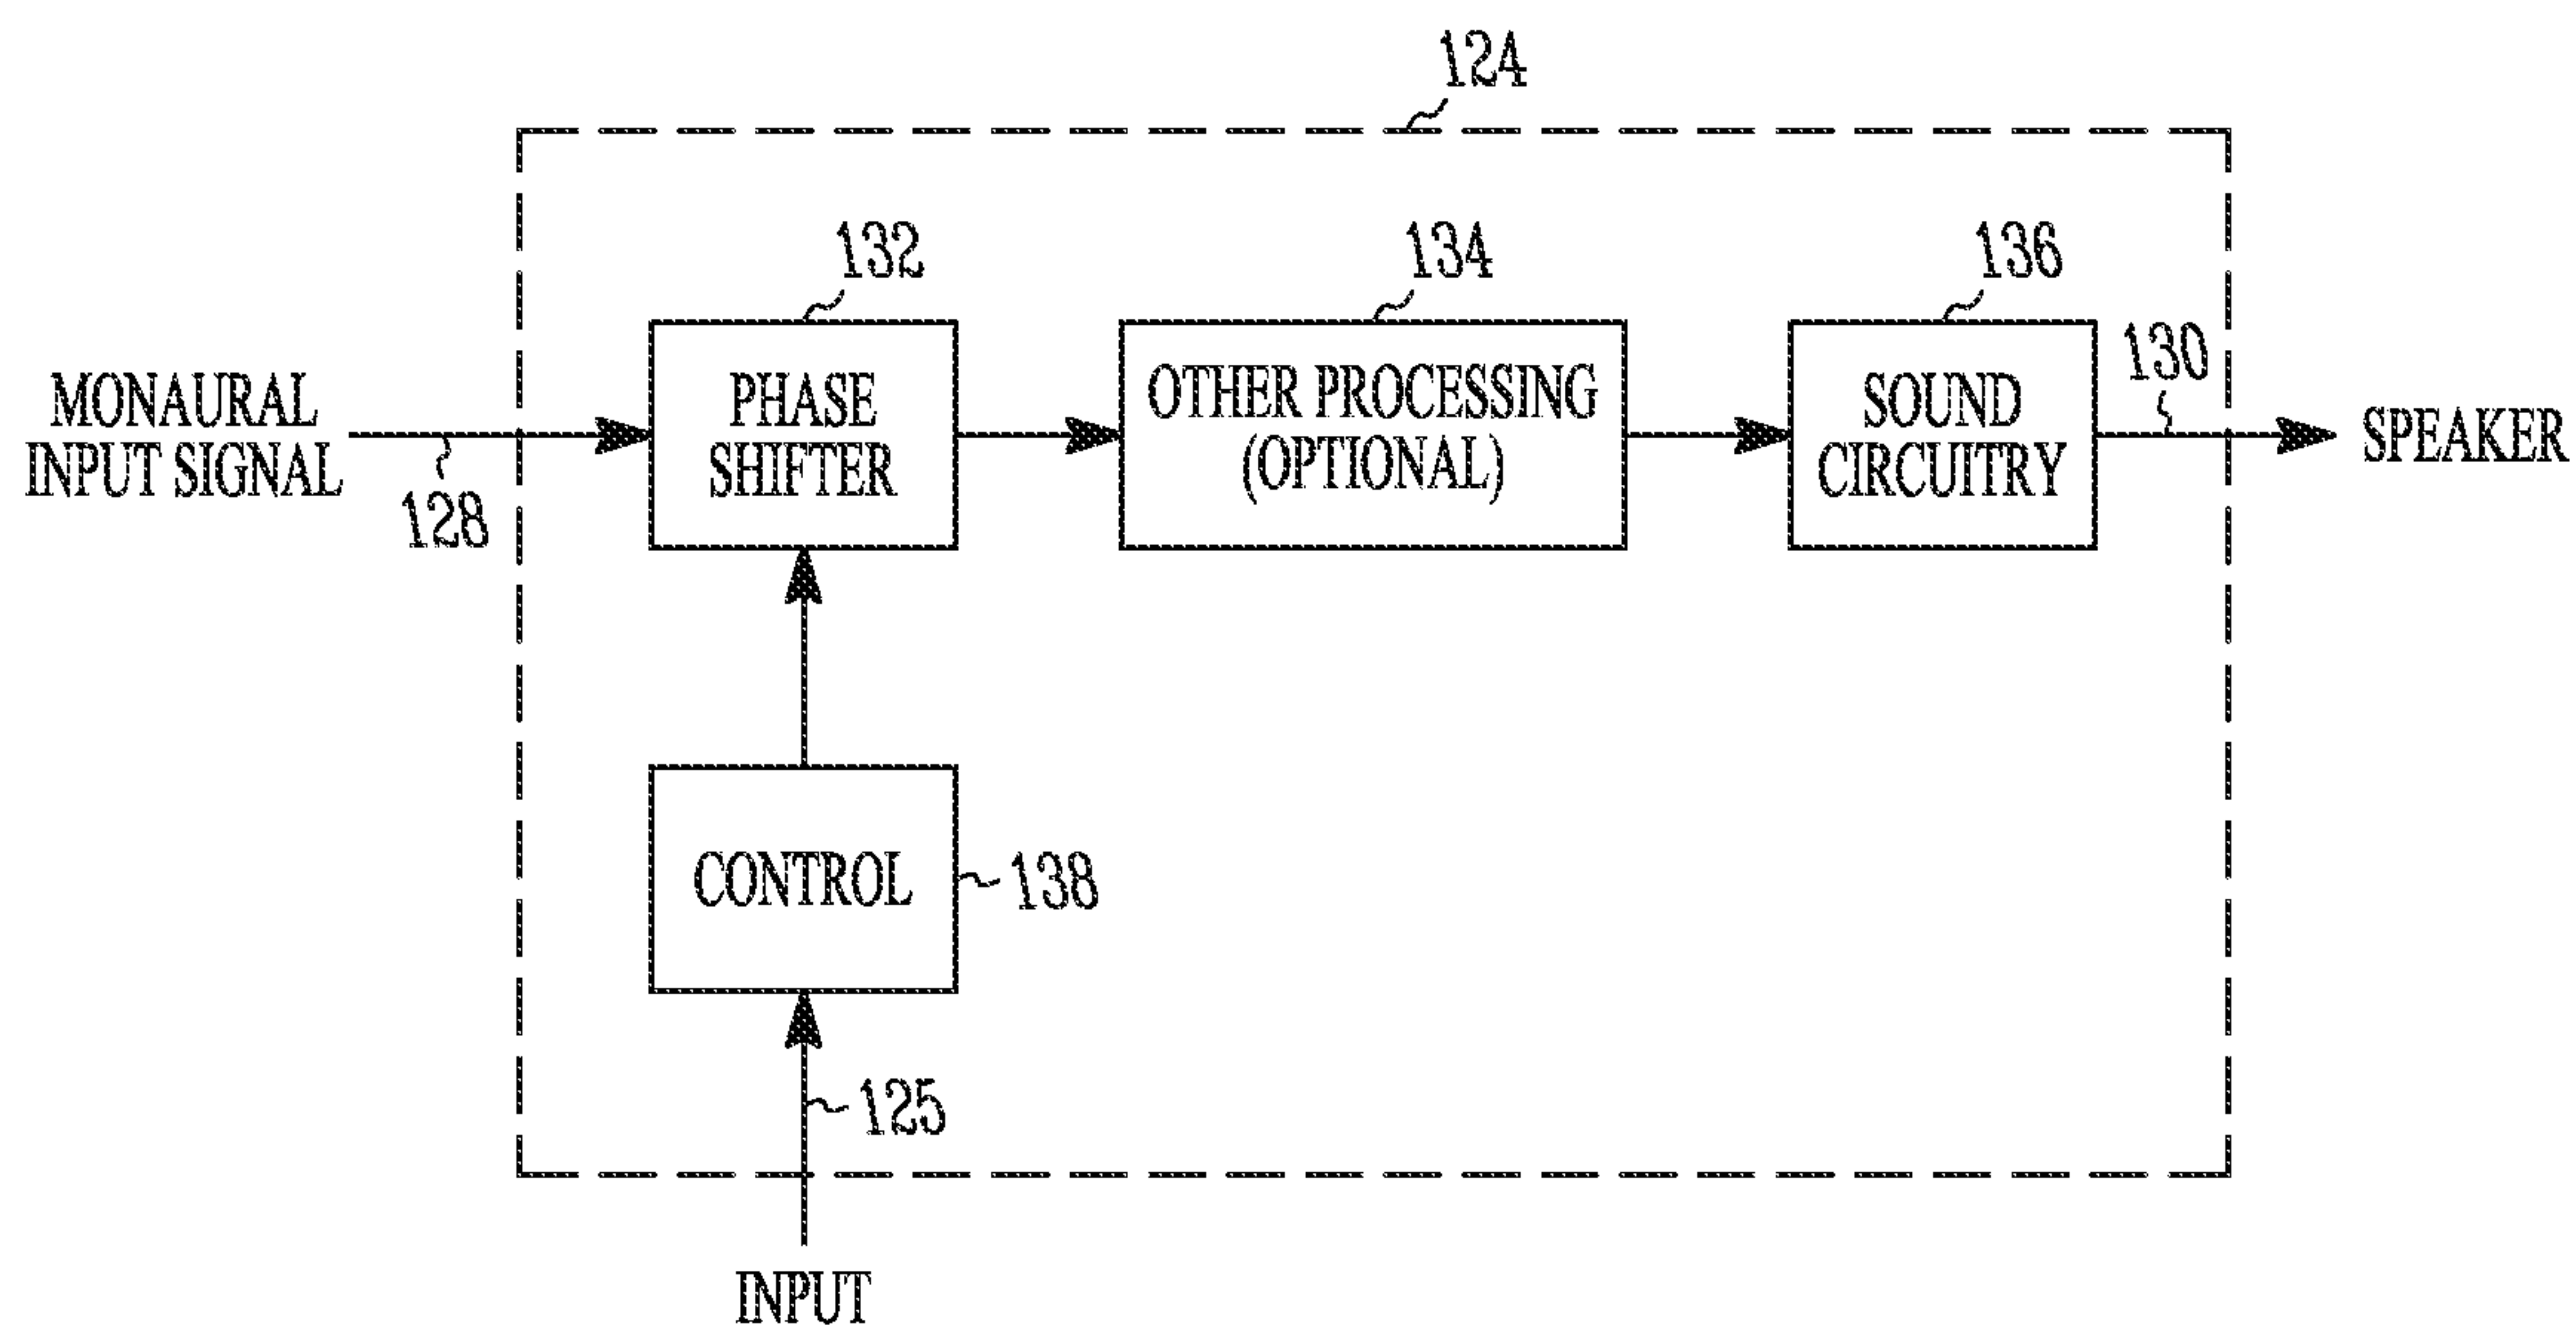 124
132
134
136
130
MONAURAL
INPUT SIGNAL
128
PHASE
SHIFTER
OTHER PROCESSING
(OPTIONAL)
SOUND
CIRCUITRY
SPEAKER
CONTROL
138
125
INPUT